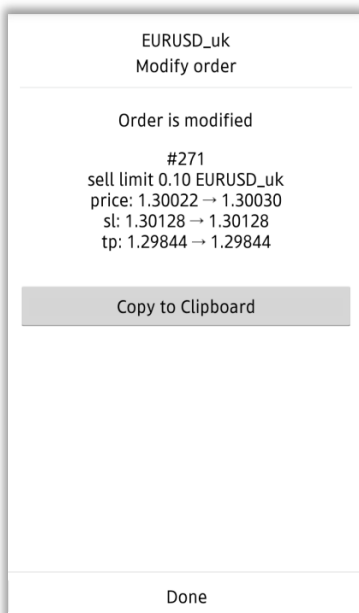 EURUSD_uk
Modify order
Order is modified
#271
sell limit 0.10 EURUSD_uk
price: 1.30022 → 1.30030
sl: 1.30128 → 1.30128
tp: 1.29844 → 1.29844
Copy to Clipboard
Done